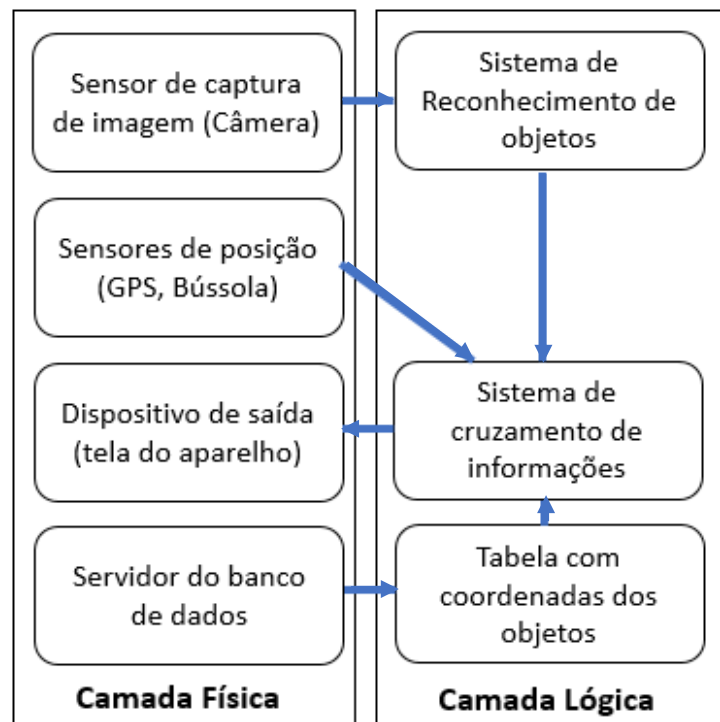 Sensor de captura
de imagem (Câmera)
Sistema de
Reconhecimento de
objetos
Sensores de posição
(GPS, Bússola)
Dispositivo de saída
(tela do aparelho)
Sistema de
cruzamento de
informações
Servidor do banco
de dados
Tabela com
coordenadas dos
objetos
Camada Física
Camada Lógica